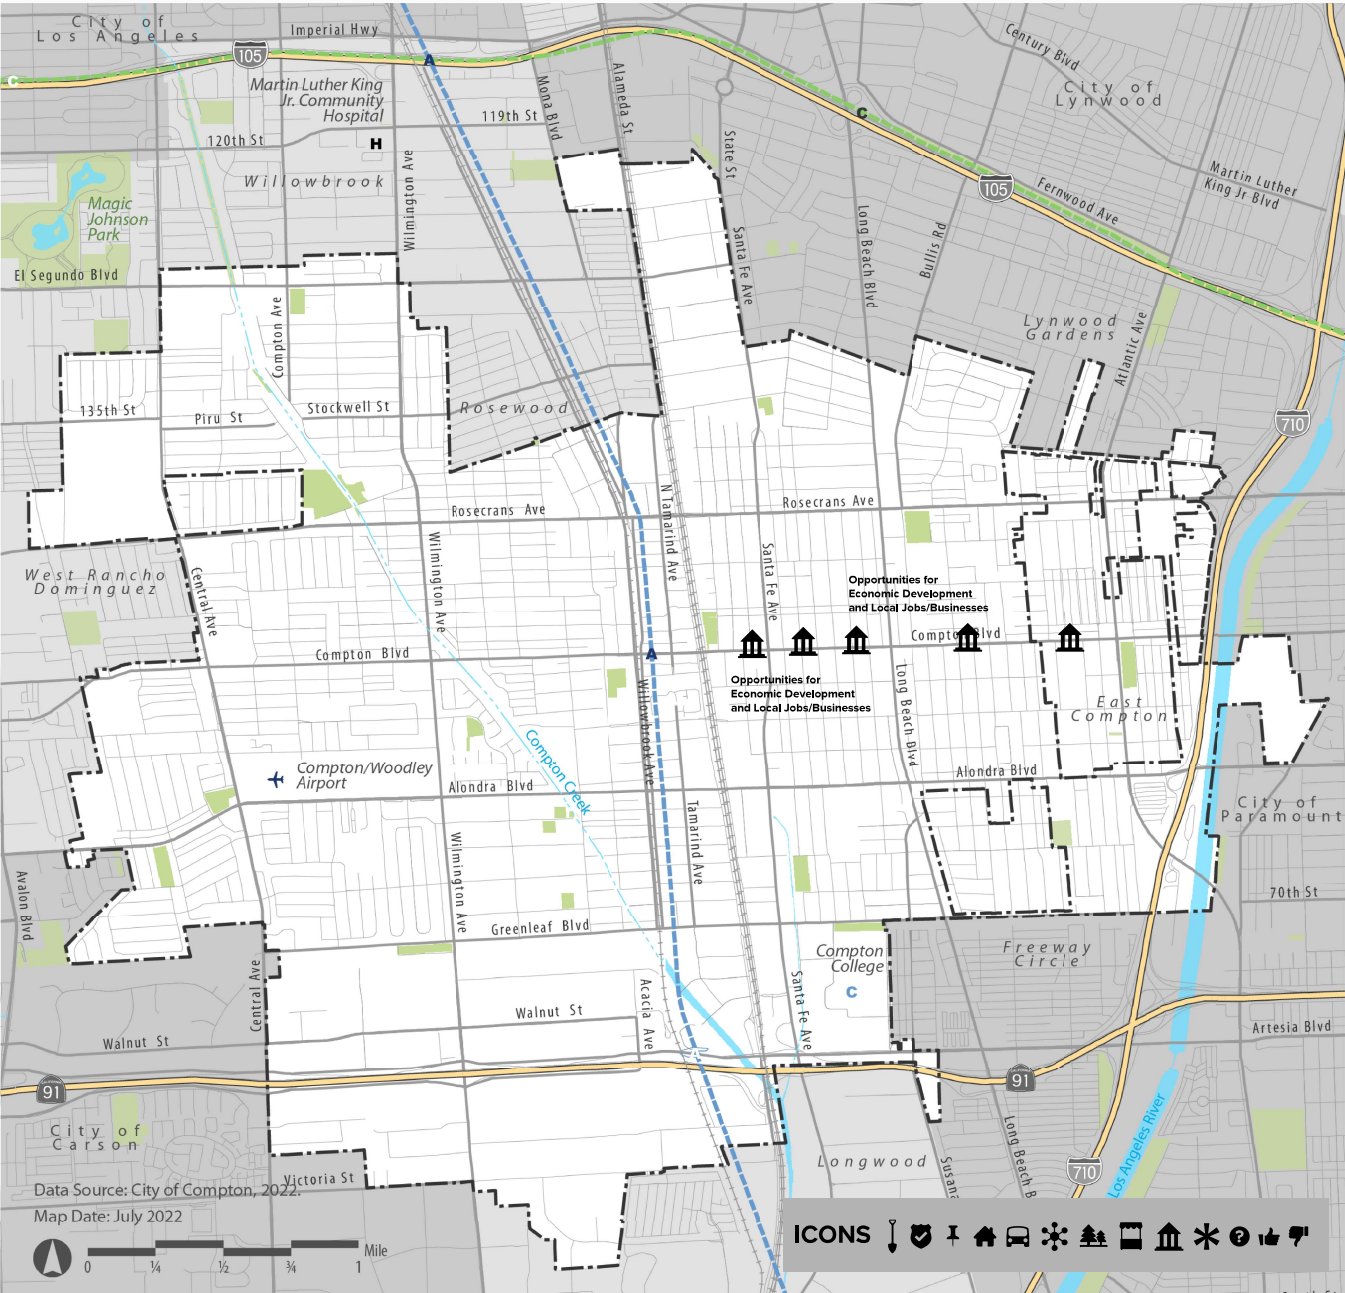 City of
Los Angeles
Imperial Hwy
105
C
A
Martin Luther King
Jr. Community
Hospital
H
120th St
119th St
Mona Blvd
Alameda St
State St
C
Century Blvd
City of
Lynwood
105
Fernwood Ave
Martin Luther
King Jr Blvd
Willowbrook
Wilmington Ave
Magic
Johnson
Park
El Segundo Blvd
Santa Fe Ave
Long Beach Blvd
Bullis Rd
Lynwood
Gardens
Atlantic Ave
Compton Ave
135th St
Piru St
Stockwell St
Rosewood
710
Rosecrans Ave
Rosecrans Ave
N Tamarind Ave
Santa Fe Ave
West Rancho
Dominguez
Central Ave
Wilmington Ave
Opportunities for
Economic Development
and Local Jobs/Businesses
Compton Blvd
Compton Blvd
A
Opportunities for
Economic Development
and Local Jobs/Businesses
Willowbrook Ave
Long Beach Blvd
East
Compton
Compton Creek
Compton/Woodley
Airport
Alondra Blvd
Alondra Blvd
City of
Paramount
Tamarind Ave
Wilmington Ave
Avalon Blvd
70th St
Greenleaf Blvd
Compton
College
C
Freeway
Circle
Central Ave
Acacia Ave
Santa Fe Ave
Walnut St
Walnut St
A
Artesia Blvd
91
91
City of
Carson
Los Angeles River
Long Beach B
Susana
Longwood
710
Victoria St
Data Source: City of Compton, 2022.
Map Date: July 2022
Mile
0 ¼ ½ ¾ 1
ICONS
?